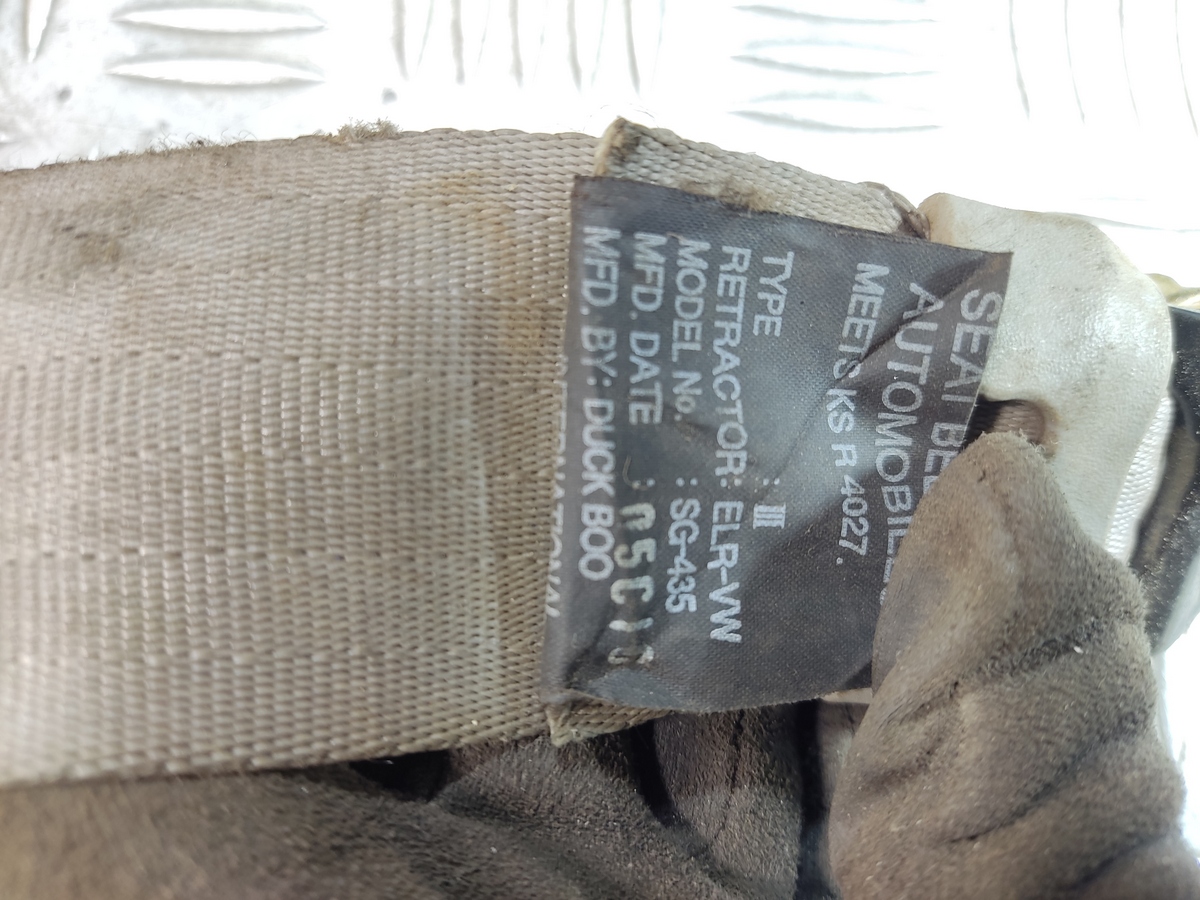 SEAT BE
AUTOMOBILE
MEETS KS R 4027.
TYPE : III
RETRACTOR: ELR-VW
MODEL No. : SG-435
MFD. DATE :
MFD. BY: DUCK BOO